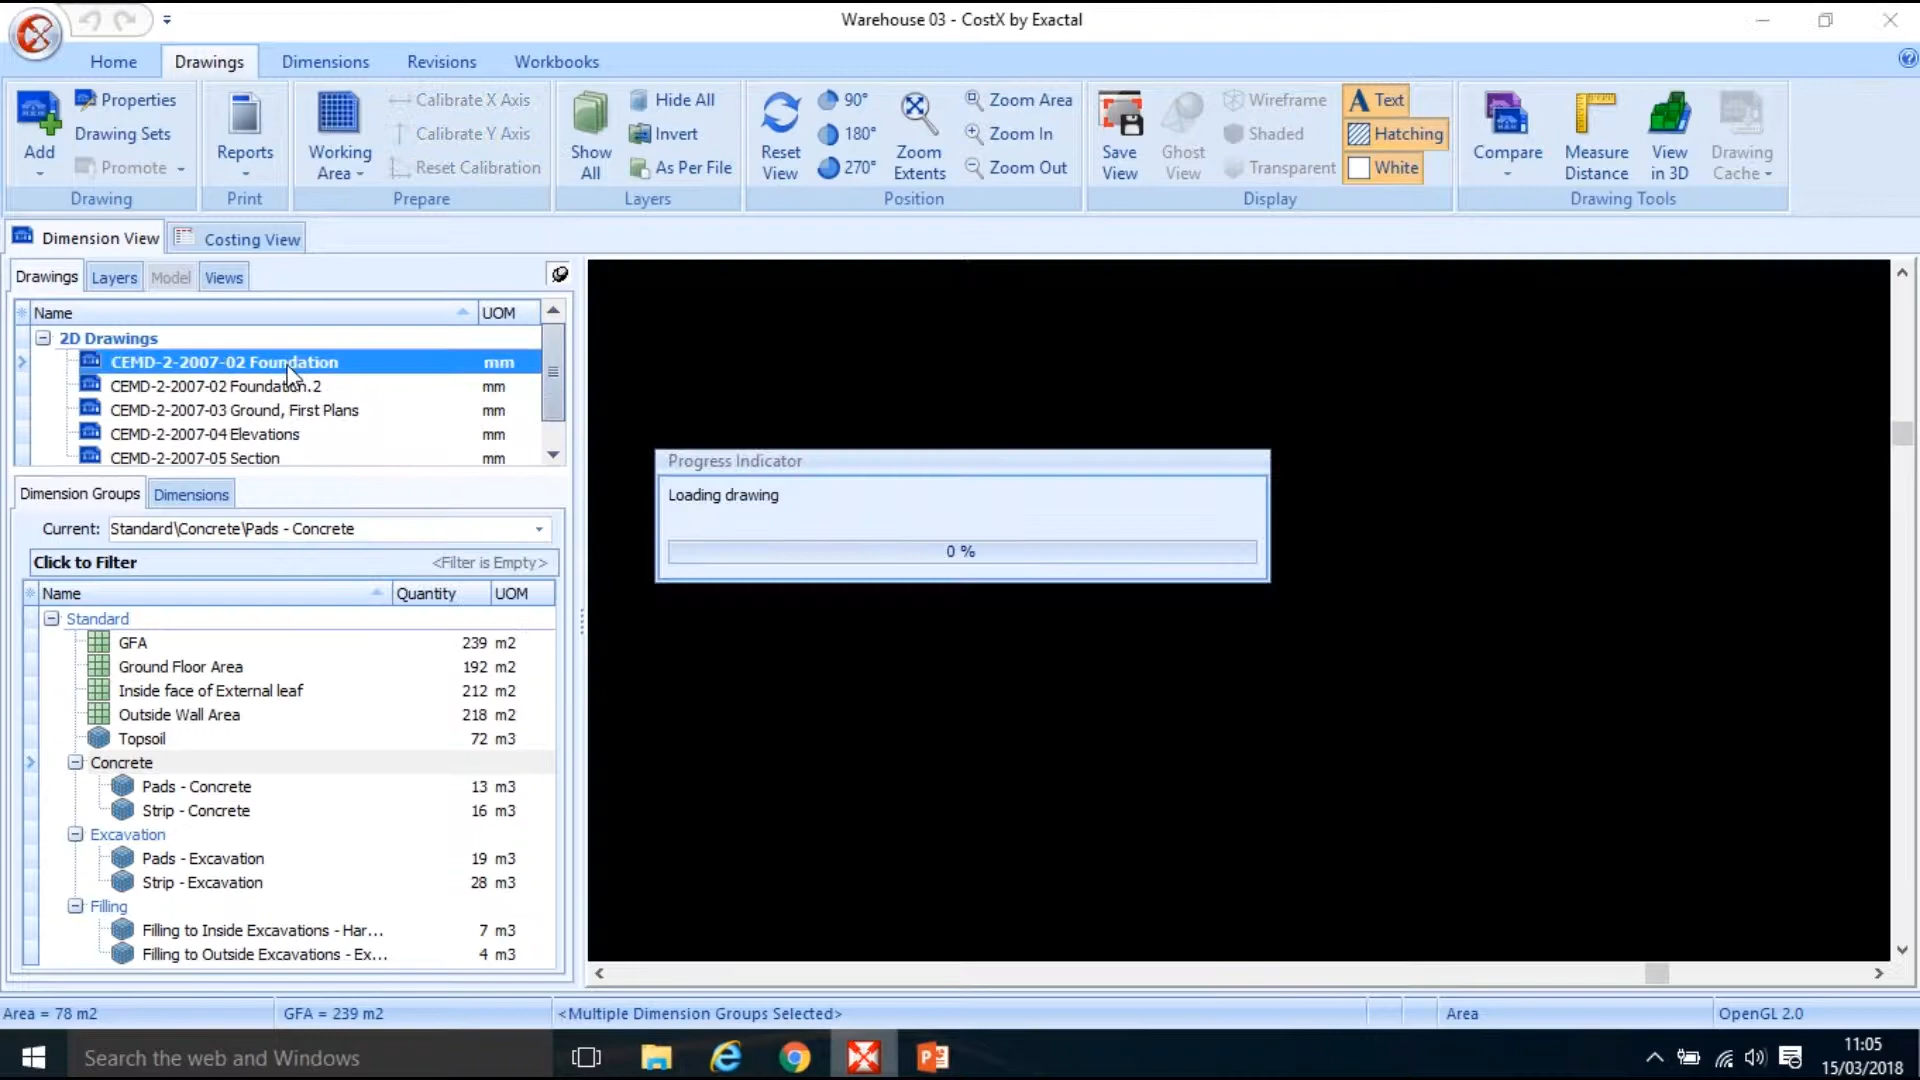 Warehouse 03 - CostX by Exactal
Home Drawings Dimensions Revisions Workbooks
Add
Properties
Drawing Sets
Promote
Drawing
Reports
Print
Working Area
Calibrate X Axis
Calibrate Y Axis
Reset Calibration
Prepare
Show All
Hide All
Invert
As Per File
Layers
Reset View
90°
180°
270°
Zoom Extents
Zoom Area
Zoom In
Zoom Out
Position
Save View
Ghost View
Wireframe
Shaded
Transparent
Text
Hatching
White
Display
Compare
Measure Distance
View in 3D
Drawing Cache
Drawing Tools
Dimension View Costing View
Drawings Layers Model Views
Name UOM
2D Drawings
CEMD-2-2007-02 Foundation mm
CEMD-2-2007-02 Foundation.2 mm
CEMD-2-2007-03 Ground, First Plans mm
CEMD-2-2007-04 Elevations mm
CEMD-2-2007-05 Section mm
Dimension Groups Dimensions
Current: Standard\Concrete\Pads - Concrete
Click to Filter <Filter is Empty>
Name Quantity UOM
Standard
GFA 239 m2
Ground Floor Area 192 m2
Inside face of External leaf 212 m2
Outside Wall Area 218 m2
Topsoil 72 m3
Concrete
Pads - Concrete 13 m3
Strip - Concrete 16 m3
Excavation
Pads - Excavation 19 m3
Strip - Excavation 28 m3
Filling
Filling to Inside Excavations - Har... 7 m3
Filling to Outside Excavations - Ex... 4 m3
Progress Indicator
Loading drawing
0 %
Area = 78 m2 GFA = 239 m2 <Multiple Dimension Groups Selected> Area OpenGL 2.0
Search the web and Windows
11:05
15/03/2018